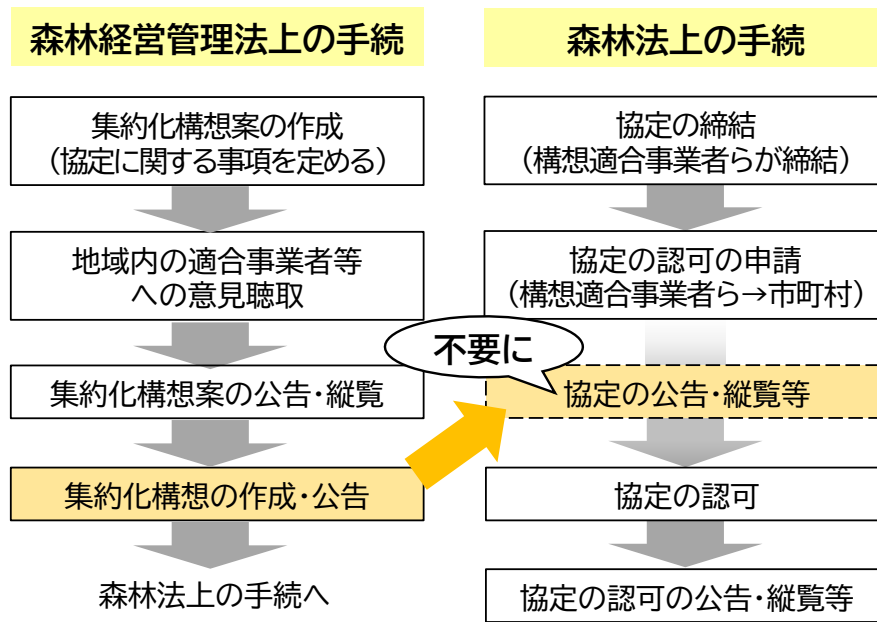 森林経営管理法上の手続
集約化構想案の作成
(協定に関する事項を定める)
地域内の適合事業者等
への意見聴取
集約化構想案の公告・縦覧
集約化構想の作成・公告
森林法上の手続へ
森林法上の手続
協定の締結
(構想適合事業者らが締結)
協定の認可の申請
(構想適合事業者ら→市町村)
不要に
協定の公告・縦覧等
協定の認可
協定の認可の公告・縦覧等